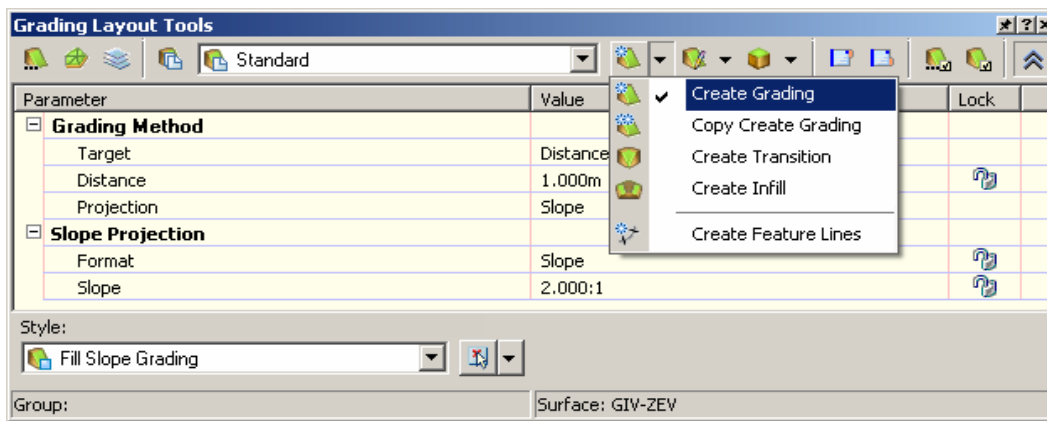 Grading Layout Tools
Standard
Parameter Value Lock
Grading Method
Target Distance
Distance 1.000m
Projection Slope
Slope Projection
Format Slope
Slope 2.000:1
Create Grading
Copy Create Grading
Create Transition
Create Infill
Create Feature Lines
Style:
Fill Slope Grading
Group: Surface: GIV-ZEV